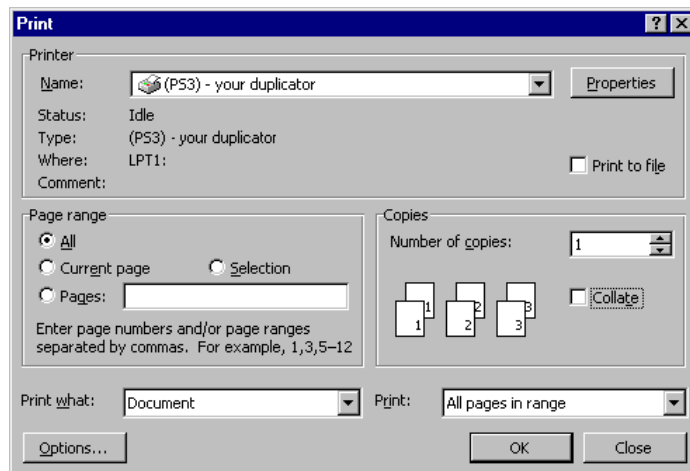 Print
Printer
Name: (PS3) - your duplicator Properties
Status: Idle
Type: (PS3) - your duplicator
Where: LPT1:
Comment: Print to file
Page range
All
Current page Selection
Pages:
Enter page numbers and/or page ranges
separated by commas. For example, 1,3,5–12
Copies
Number of copies: 1
1 1 2 2 3 3
Collate
Print what: Document Print: All pages in range
Options... OK Close